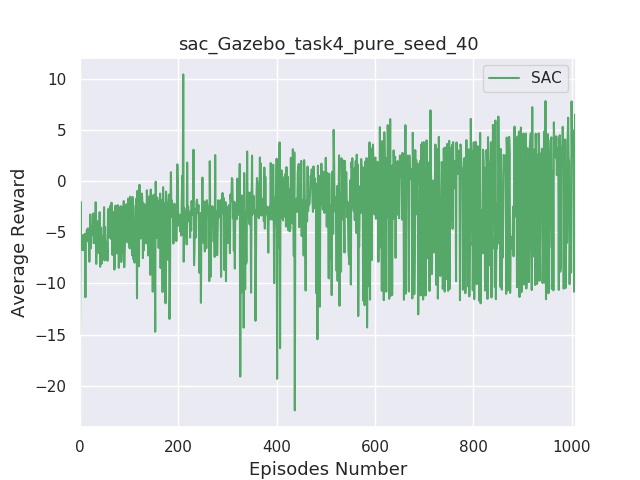 sac_Gazebo_task4_pure_seed_40
SAC
10
5
0
−5
−10
−15
−20
Average Reward
0 200 400 600 800 1000
Episodes Number